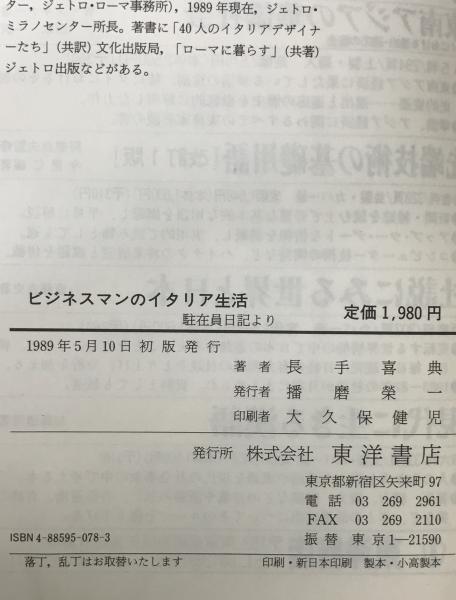 ター，ジェトロ・ローマ事務所)，1989年現在，ジェトロ・
ミラノセンター所長。著書に「40人のイタリアデザイナ
ーたち」(共訳) 文化出版局，「ローマに暮らす」(共著)
ジェトロ出版などがある。
ビジネスマンのイタリア生活
駐在員日記より
定価1,980円
1989年5月10日 初版発行
著者 長手喜典
発行者 播磨榮一
印刷者 大久保健児
発行所 株式会社 東洋書店
東京都新宿区矢来町97
電話 03 269 2961
FAX 03 269 2110
振替 東京1—21590
ISBN4-88595-078-3
落丁，乱丁はお取替いたします
印刷・新日本印刷 製本・小高製本